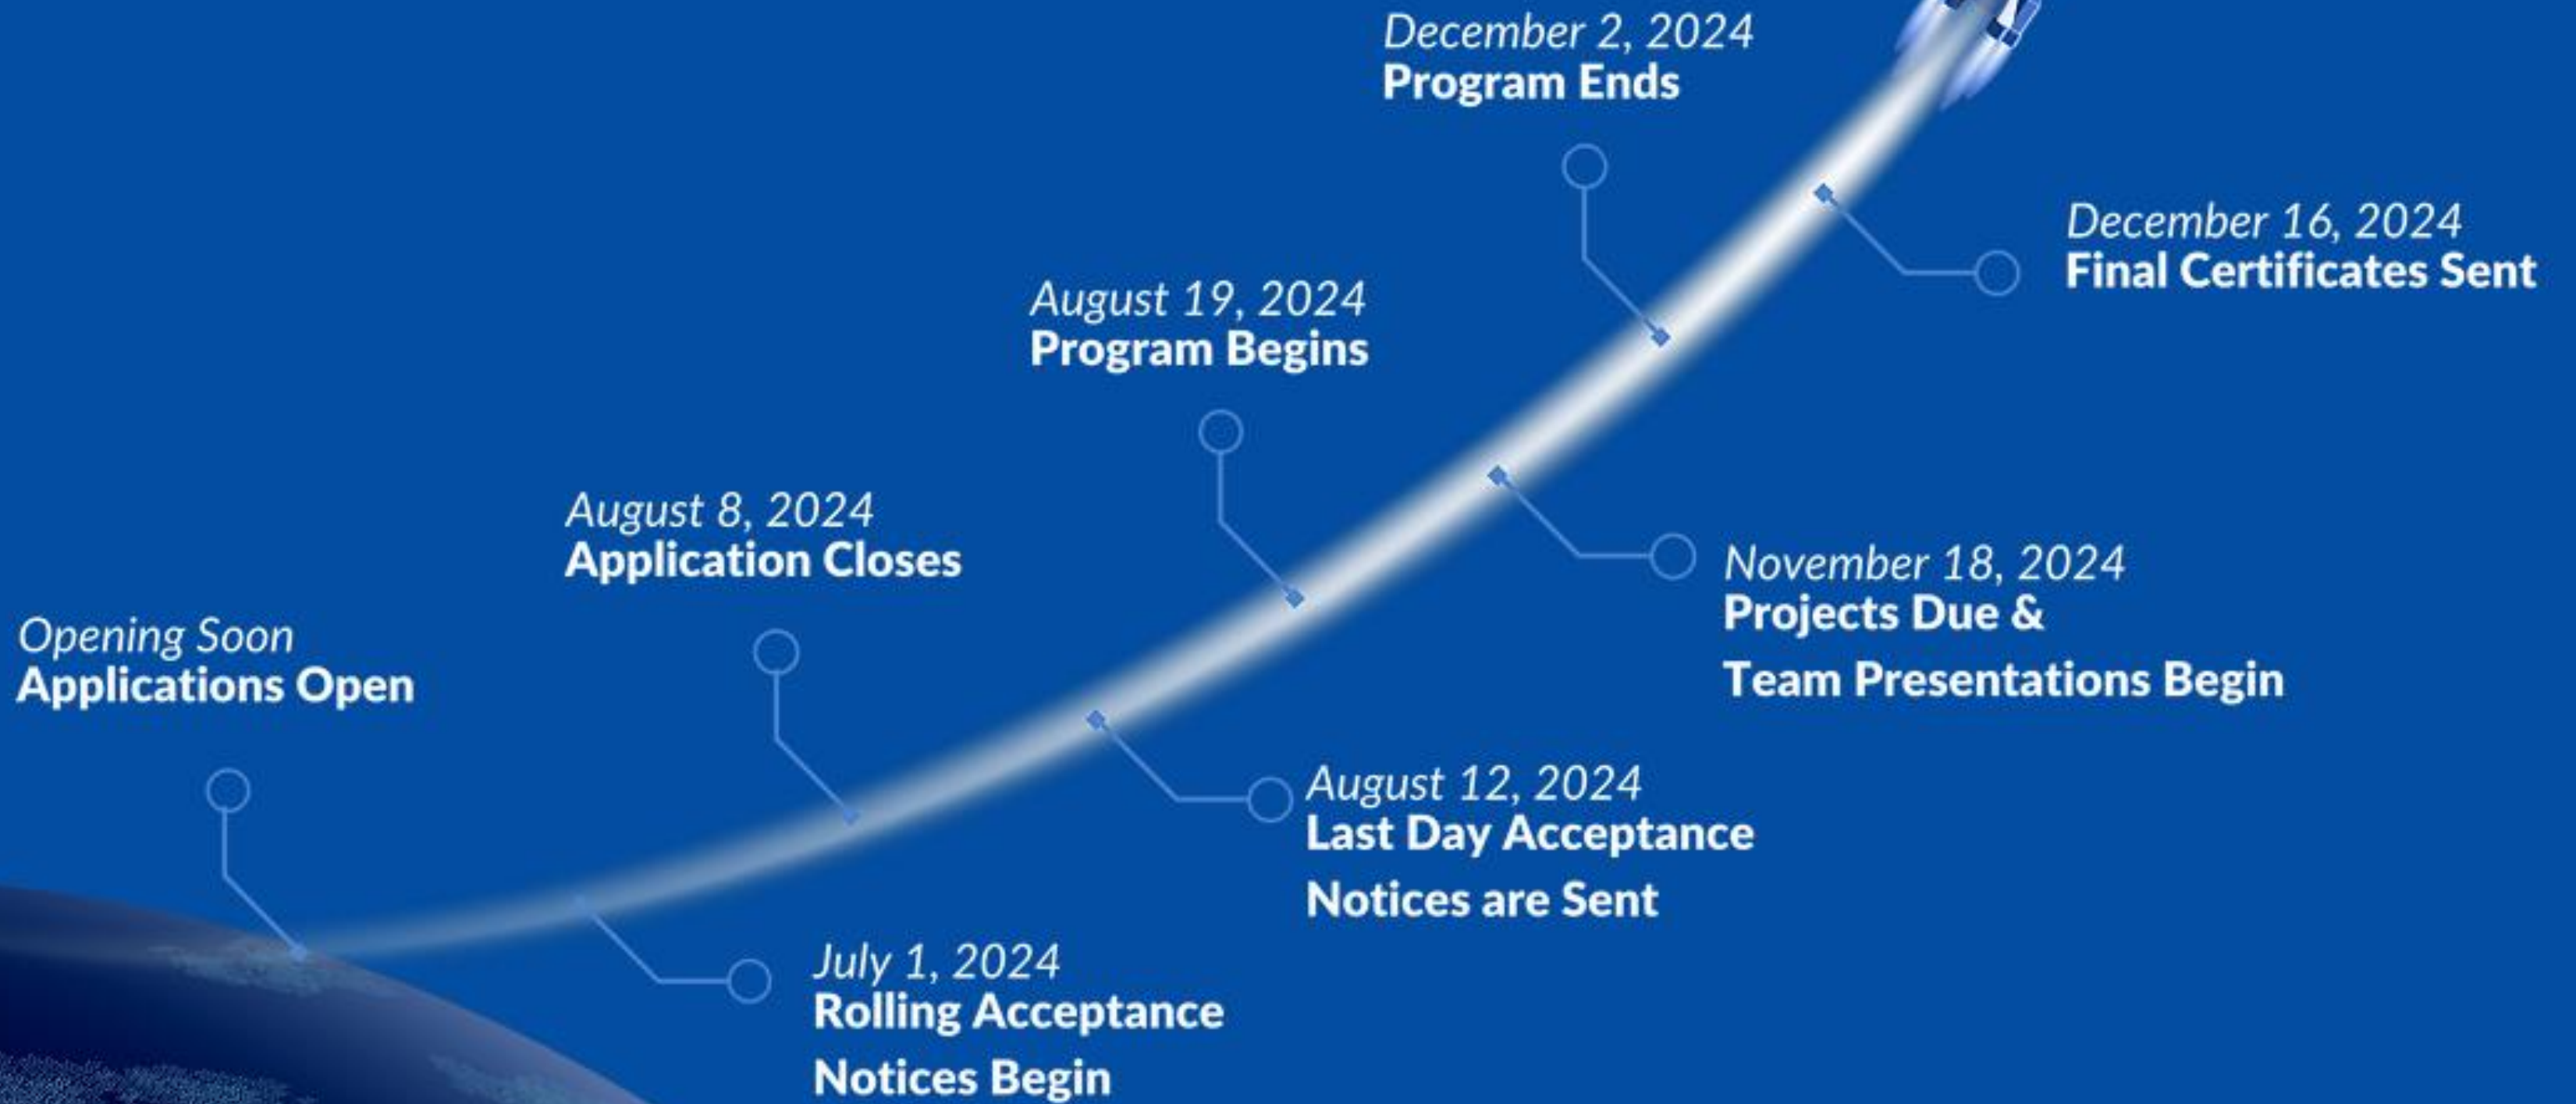 Opening Soon
Applications Open
July 1, 2024
Rolling Acceptance
Notices Begin
August 8, 2024
Application Closes
August 12, 2024
Last Day Acceptance
Notices are Sent
August 19, 2024
Program Begins
November 18, 2024
Projects Due &
Team Presentations Begin
December 2, 2024
Program Ends
December 16, 2024
Final Certificates Sent